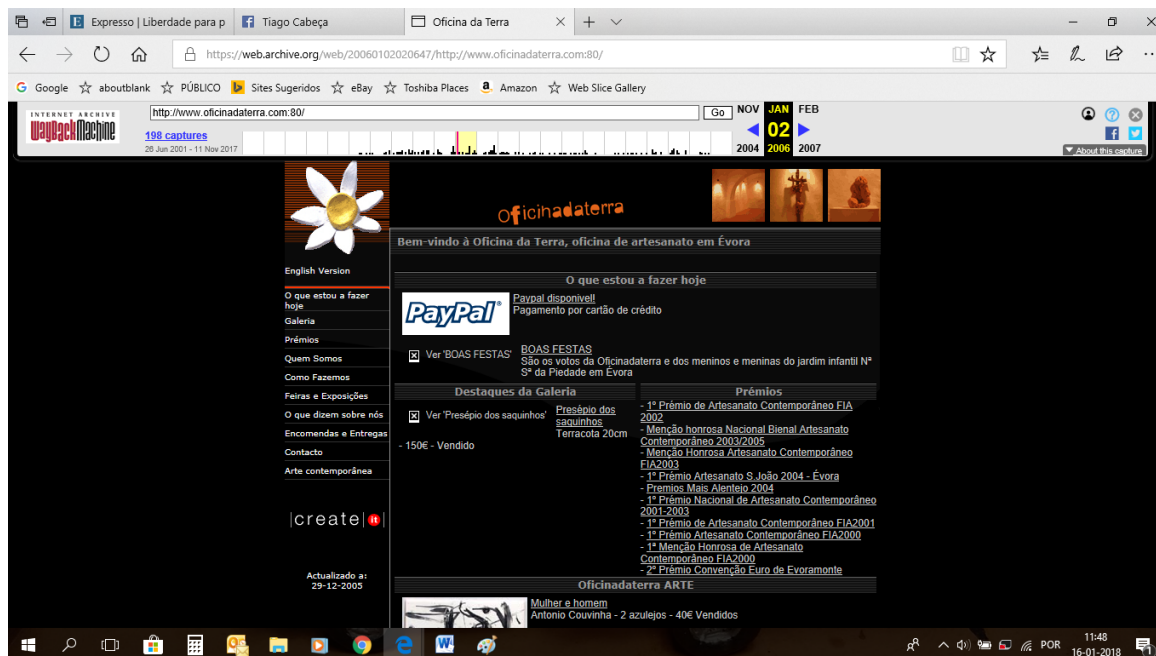 Expresso | Liberdade para p
Tiago Cabeça
Oficina da Terra
https://web.archive.org/web/20060102020647/http://www.oficinadaterra.com:80/
Google
aboutblank
PÚBLICO
Sites Sugeridos
eBay
Toshiba Places
Amazon
Web Slice Gallery
INTERNET ARCHIVE
WayBackMachine
http://www.oficinadaterra.com:80/
Go
NOV JAN FEB
198 captures
02
26 Jun 2001 - 11 Nov 2017
2004 2006 2007
About this capture
Oficinadaterra
Bem-vindo à Oficina da Terra, oficina de artesanato em Évora
English Version
O que estou a fazer
hoje
Galeria
Prémios
Quem Somos
Como Fazemos
Feiras e Exposições
O que dizem sobre nós
Encomendas e Entregas
Contacto
Arte contemporânea
|create|it|
Actualizado a:
29-12-2005
O que estou a fazer hoje
PayPal
Paypal disponivel!
Pagamento por cartão de crédito
Ver 'BOAS FESTAS'
BOAS FESTAS
São os votos da Oficinadaterra e dos meninos e meninas do jardim infantil Nª
Sª da Piedade em Évora
Destaques da Galeria
Ver 'Presépio dos saquinhos'
Presépio dos
saquinhos
Terracota 20cm
- 150€ - Vendido
Prémios
- 1º Prémio de Artesanato Contemporâneo FIA
2002
- Menção honrosa Nacional Bienal Artesanato
Contemporâneo 2003/2005
- Menção Honrosa Artesanato Contemporâneo
FIA2003
- 1º Prémio Artesanato S.João 2004 - Évora
- Premios Mais Alentejo 2004
- 1º Prémio Nacional de Artesanato Contemporâneo
2001-2003
- 1º Prémio de Artesanato Contemporâneo FIA2001
- 1º Prémio Artesanato Contemporâneo FIA2000
- 1ª Menção Honrosa de Artesanato
Contemporâneo FIA2000
- 2º Prémio Convenção Euro de Evoramonte
Oficinadaterra ARTE
Mulher e homem
Antonio Couvinha - 2 azulejos - 40€ Vendidos
POR
11:48
16-01-2018